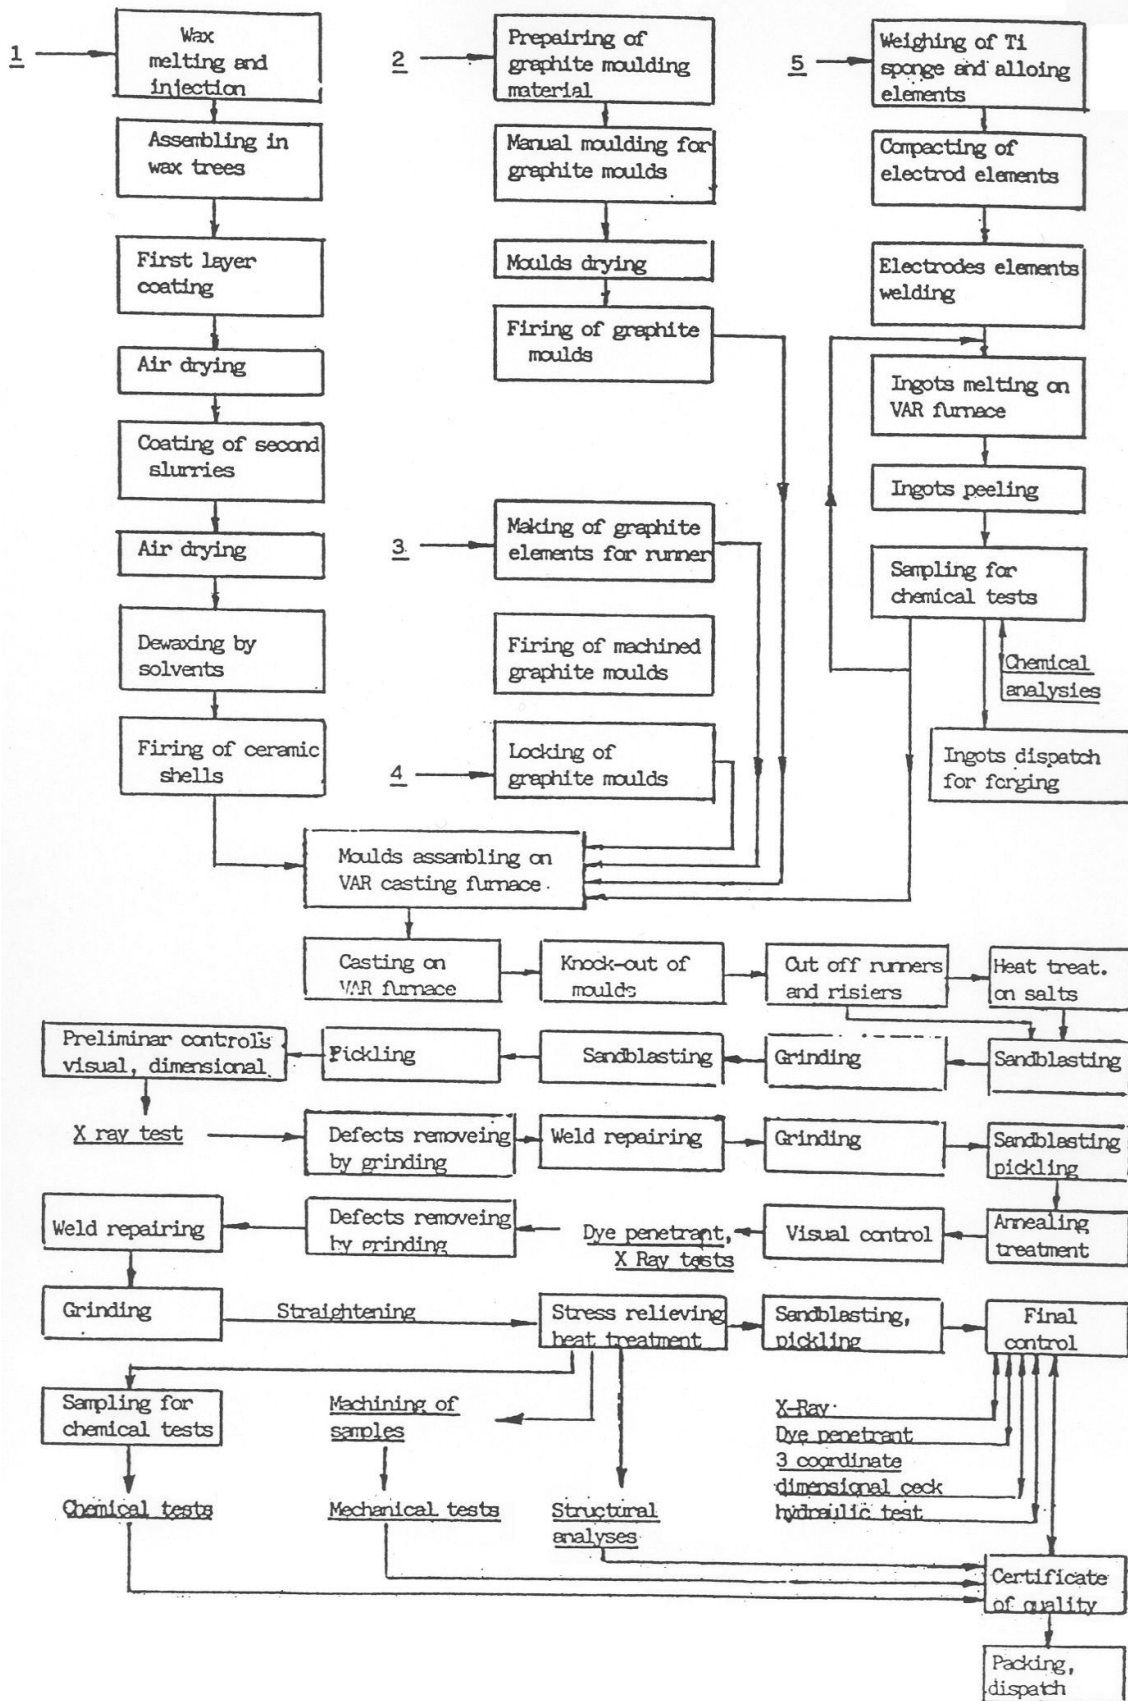 1
Wax
melting and
injection
Assembling in
wax trees
First layer
coating
Air drying
Coating of second
slurries
Air drying
Dewaxing by
solvents
Firing of ceramic
shells
2
Prepairing of
graphite moulding
material
Manual moulding for
graphite moulds
Moulds drying
Firing of graphite
moulds
3
Making of graphite
elements for runner
Firing of machined
graphite moulds
4
Locking of
graphite moulds
5
Weighing of Ti
sponge and alloing
elements
Compacting of
electrod elements
Electrodes elements
welding
Ingots melting on
VAR furnace
Ingots peeling
Sampling for
chemical tests
Chemical
analysies
Ingots dispatch
for forging
Moulds assambling on
VAR casting furnace
Casting on
VAR furnace
Knock-out of
moulds
Cut off runners
and risiers
Heat treat.
on salts
Sandblasting
Grinding
Sandblasting
Pickling
Preliminar controls
visual, dimensional
X ray test
Defects removeing
by grinding
Weld repairing
Grinding
Sandblasting
pickling
Annealing
treatment
Visual control
Dye penetrant,
X Ray tests
Defects removeing
by grinding
Weld repairing
Grinding
Straightening
Stress relieving
heat treatment
Sandblasting,
pickling
Final
control
Sampling for
chemical tests
Chemical tests
Machining of
samples
Mechanical tests
Structural
analyses
X-Ray
Dye penetrant
3 coordinate
dimensional ceck
hydraulic test
Certificate
of quality
Packing,
dispatch